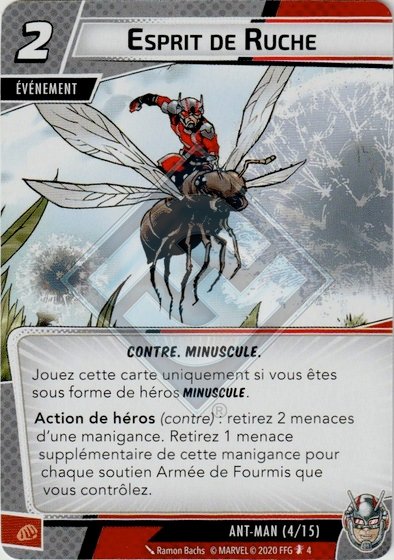 2
ESPRIT DE RUCHE
ÉVÉNEMENT
CONTRE. MINUSCULE.
Jouez cette carte uniquement si vous êtes
sous forme de héros MINUSCULE.
Action de héros (contre) : retirez 2 menaces
d'une manigance. Retirez 1 menace
supplémentaire de cette manigance pour
chaque soutien Armée de Fourmis que
vous contrôlez.
ANT-MAN (4/15)
Ramon Bachs © MARVEL © 2020 FFG 4